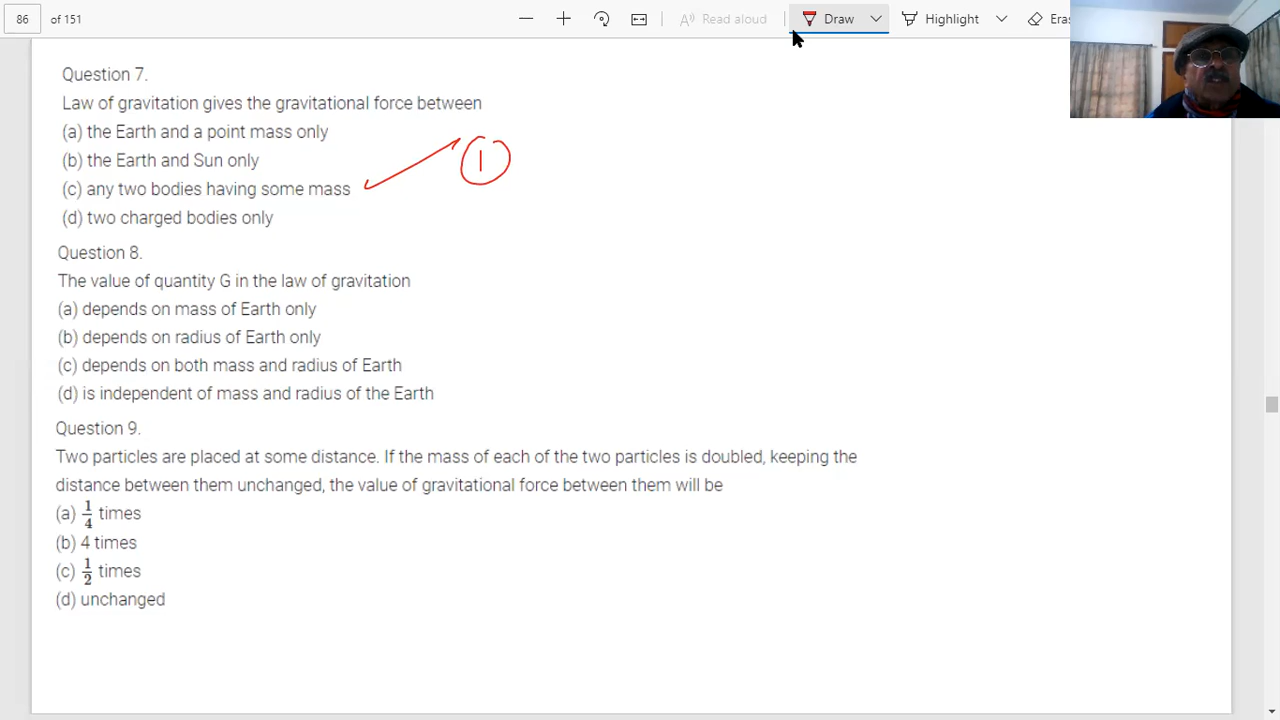 86 of 151 Read aloud Draw Highlight Eras
Question 7.
Law of gravitation gives the gravitational force between
(a) the Earth and a point mass only
(b) the Earth and Sun only
1
(c) any two bodies having some mass
(d) two charged bodies only
Question 8.
The value of quantity G in the law of gravitation
(a) depends on mass of Earth only
(b) depends on radius of Earth only
(c) depends on both mass and radius of Earth
(d) is independent of mass and radius of the Earth
Question 9.
Two particles are placed at some distance. If the mass of each of the two particles is doubled, keeping the
distance between them unchanged, the value of gravitational force between them will be
(a) 1/4 times
(b) 4 times
(c) 1/2 times
(d) unchanged